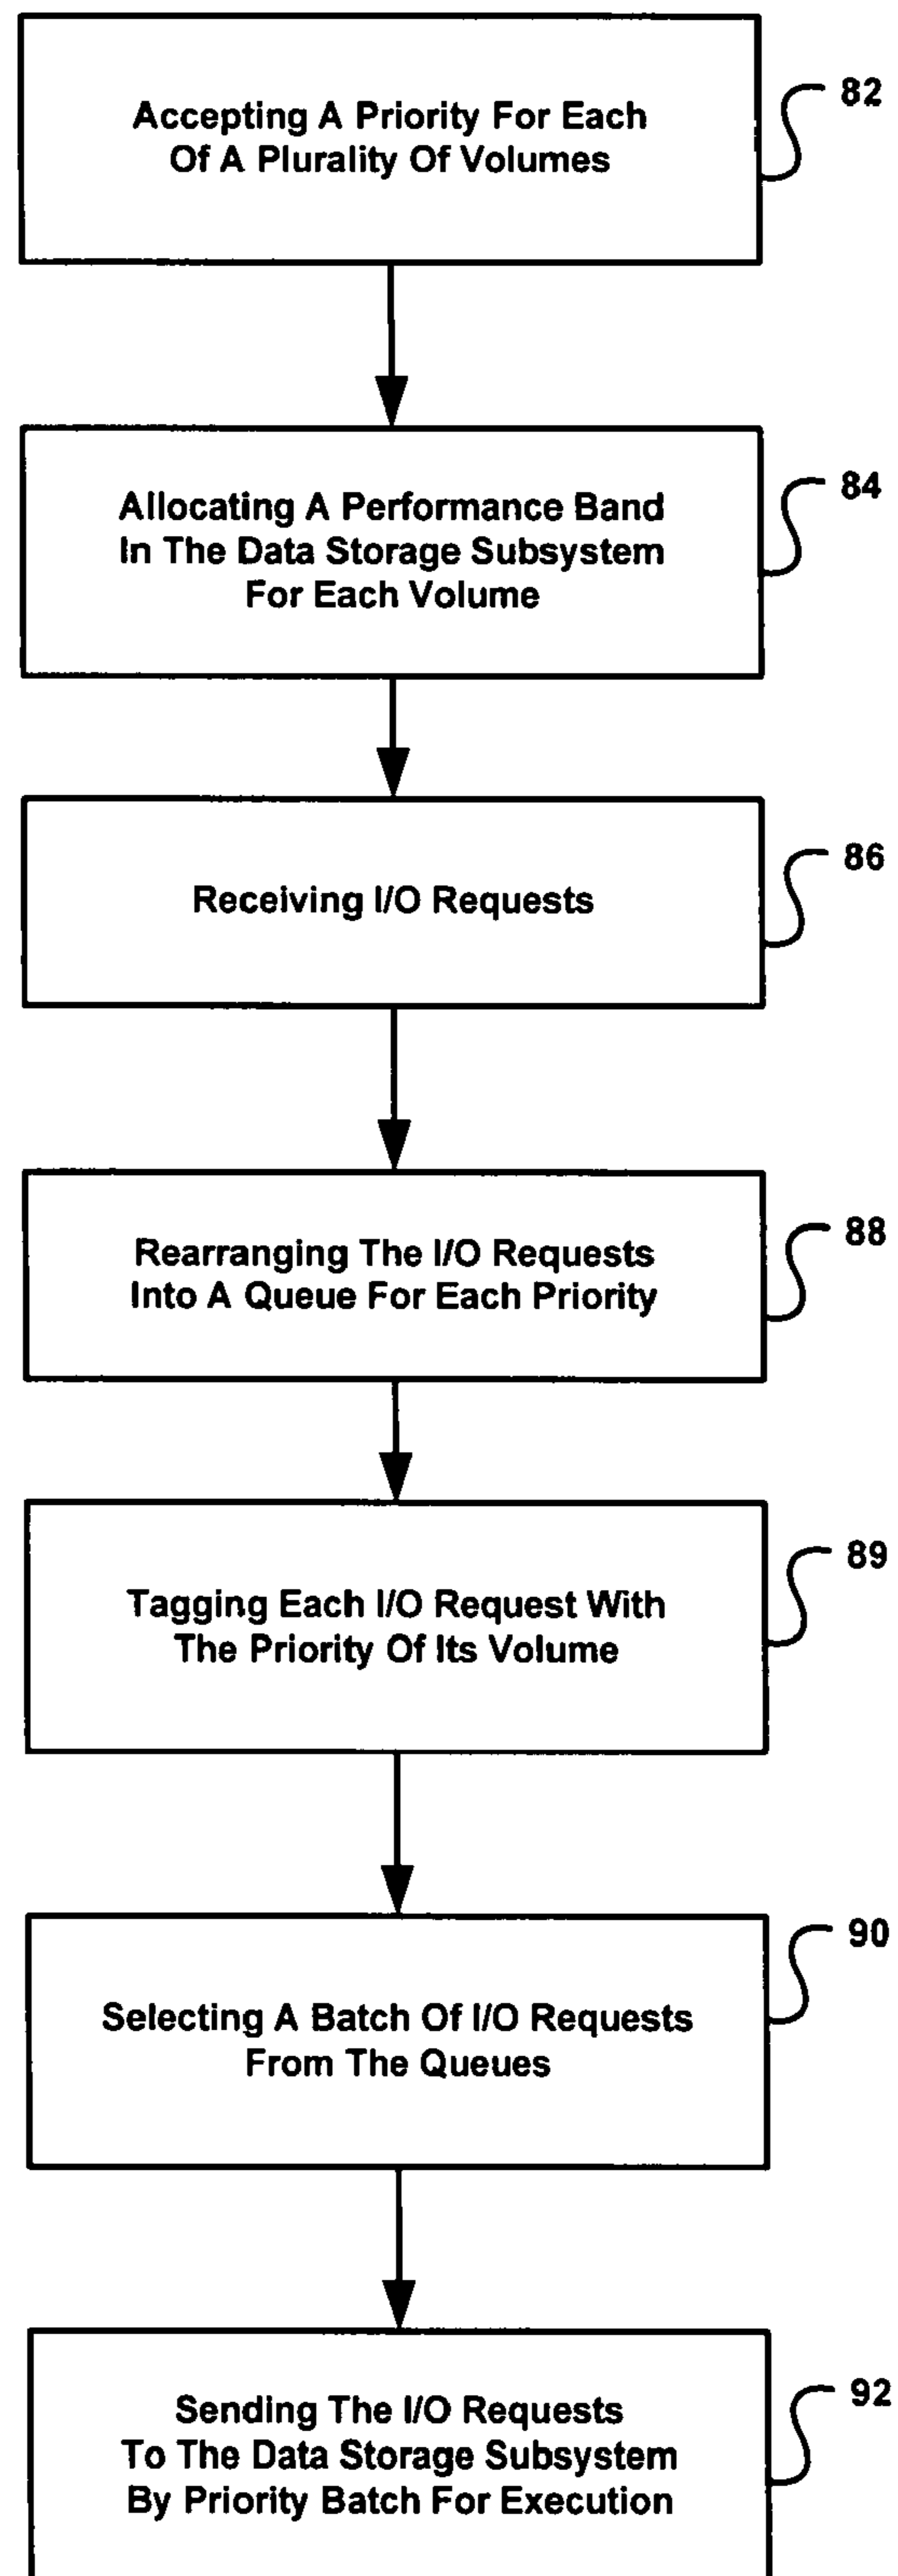 Accepting A Priority For Each
Of A Plurality Of Volumes
82
Allocating A Performance Band
In The Data Storage Subsystem
For Each Volume
84
Receiving I/O Requests
86
Rearranging The I/O Requests
Into A Queue For Each Priority
88
Tagging Each I/O Request With
The Priority Of Its Volume
89
Selecting A Batch Of I/O Requests
From The Queues
90
Sending The I/O Requests
To The Data Storage Subsystem
By Priority Batch For Execution
92